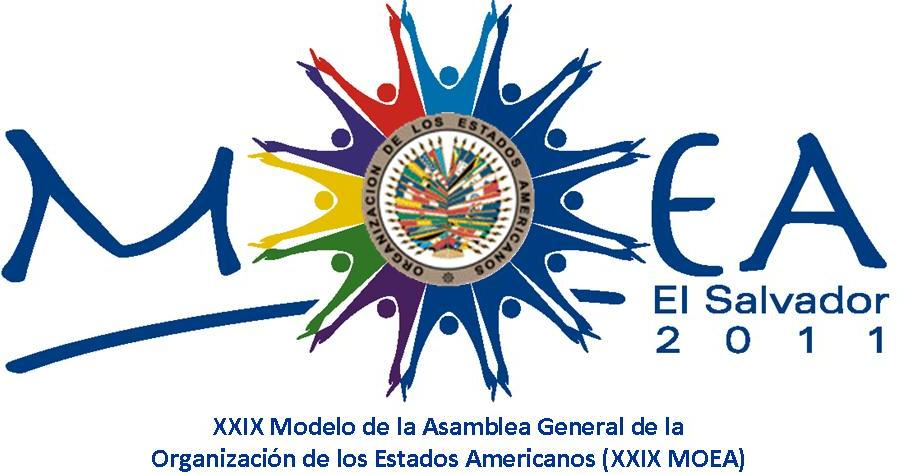 MOEA
ORGANIZACION DE LOS ESTADOS AMERICANOS
El Salvador
2011
XXIX Modelo de la Asamblea General de la
Organización de los Estados Americanos (XXIX MOEA)